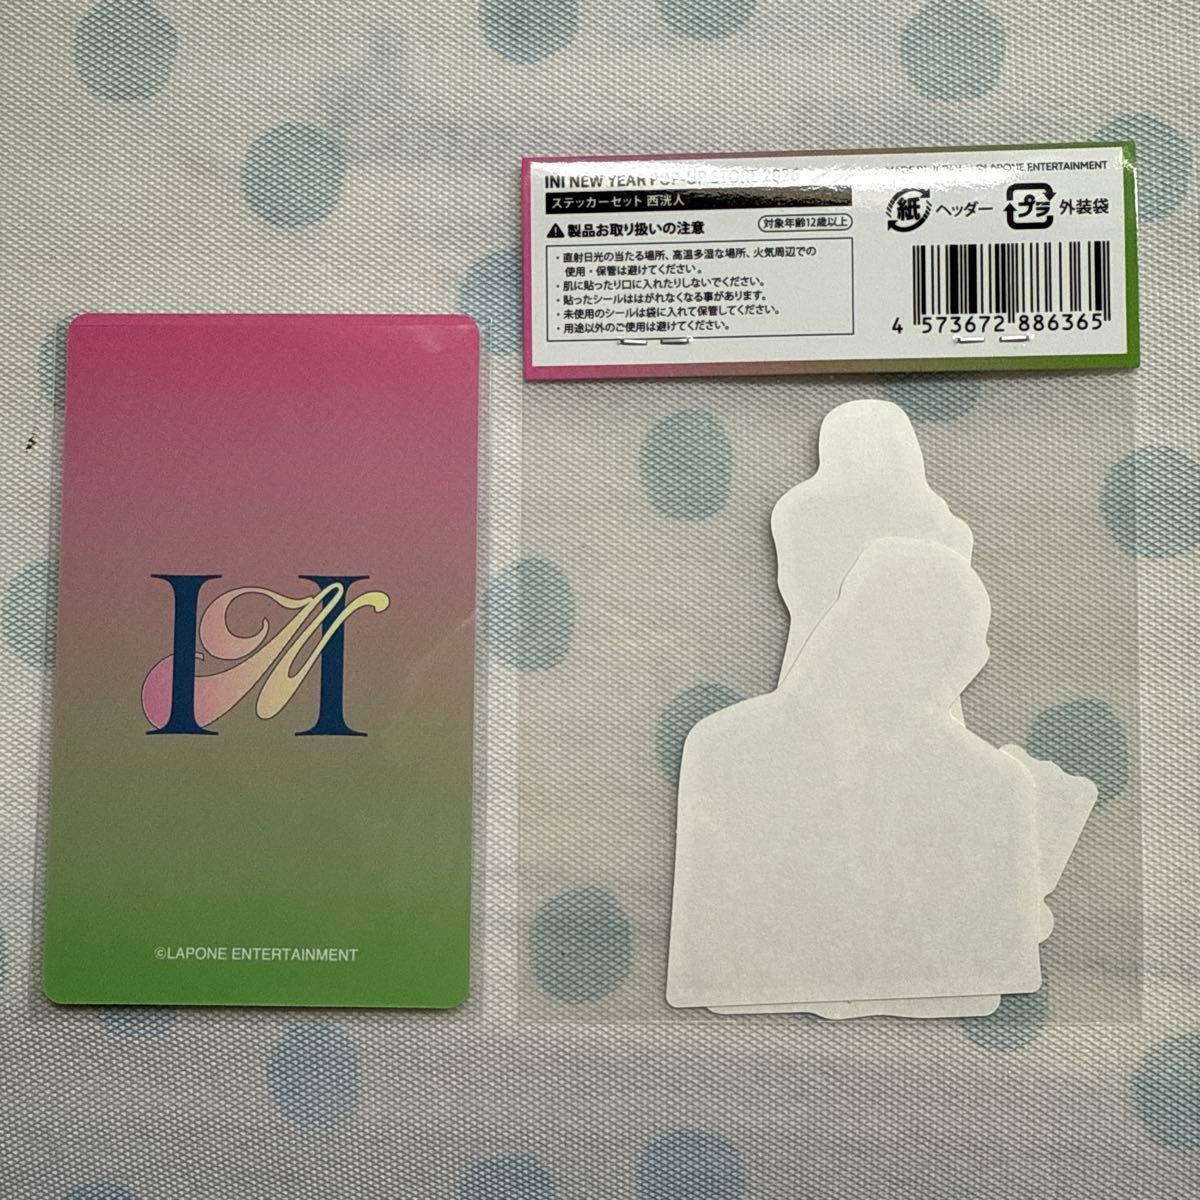 INI NEW YEAR POP-UP STORE 2026
ステッカーセット 西洸人
⚠製品お取り扱いの注意
対象年齢12歳以上
・直射日光の当たる場所、高温多湿な場所、火気周辺での
使用・保管は避けてください。
・肌に貼ったり口に入れたりしないでください。
・貼ったシールははがれなくなる事があります。
・未使用のシールは袋に入れて保管してください。
・用途以外のご使用は避けてください。
LAPONE ENTERTAINMENT
紙 ヘッダー
プラ 外装袋
4 573672 886365
INI
©LAPONE ENTERTAINMENT